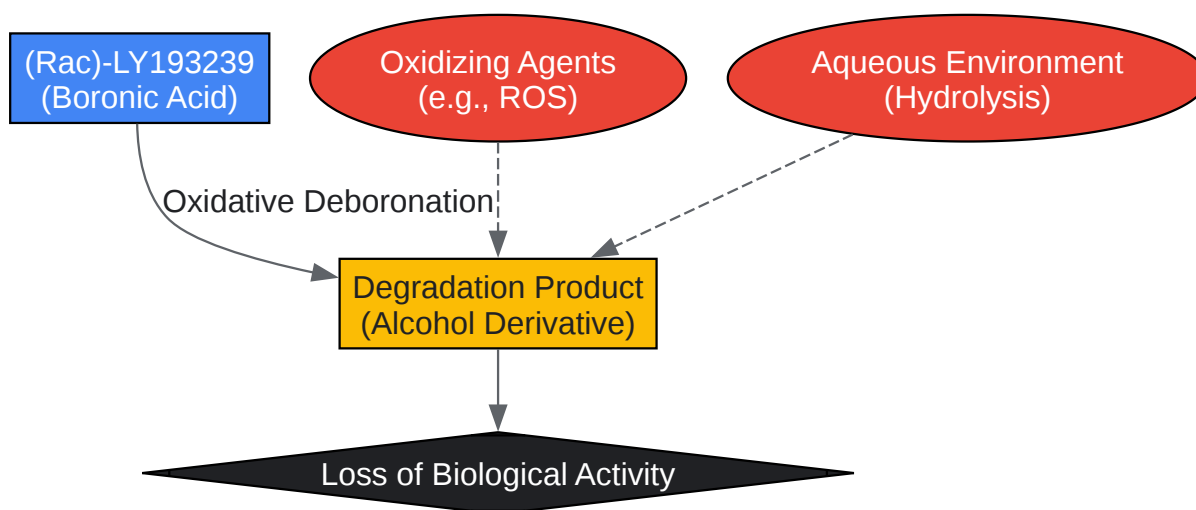 (Rac)-LY193239
(Boronic Acid)
Oxidizing Agents
(e.g., ROS)
Aqueous Environment
(Hydrolysis)
Oxidative Deboronation
Degradation Product
(Alcohol Derivative)
Loss of Biological Activity